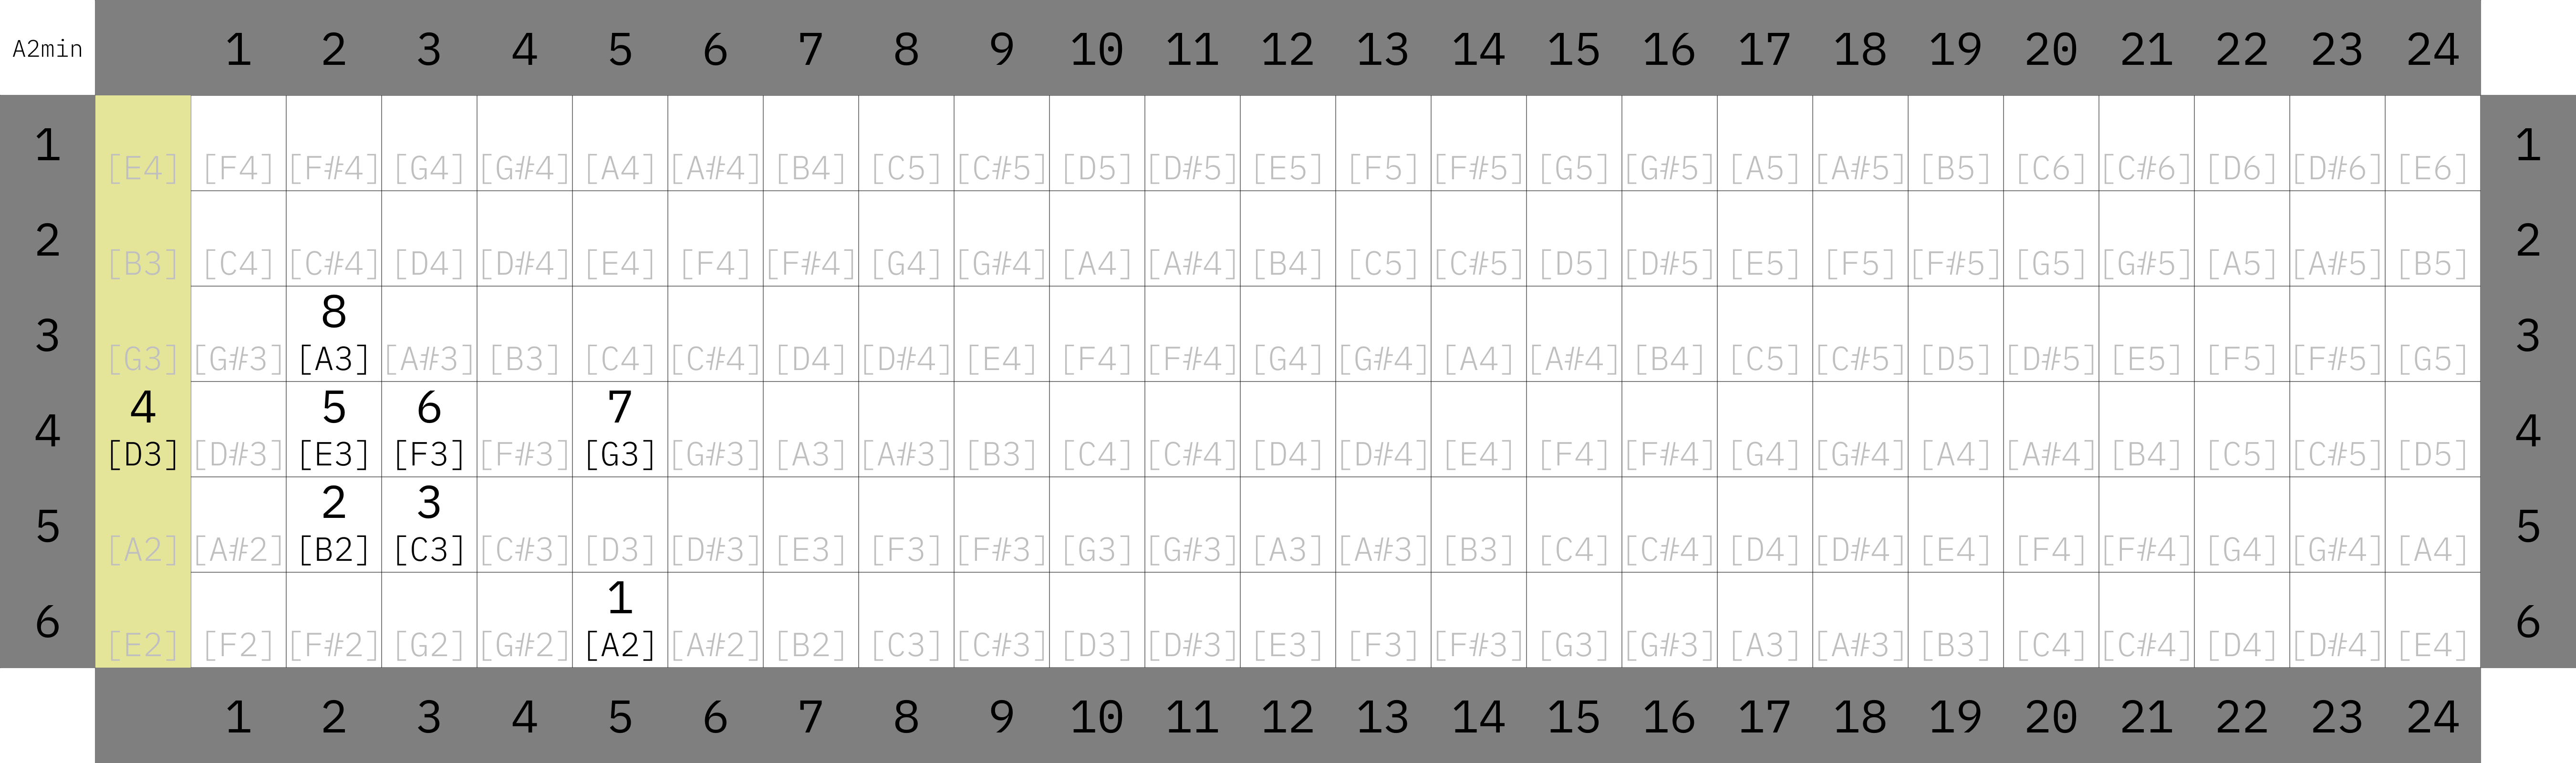 A2min 1 2 3 4 5 6 7 8 9 10 11 12 13 14 15 16 17 18 19 20 21 22 23 24
1 [E4] [F4] [F#4] [G4] [G#4] [A4] [A#4] [B4] [C5] [C#5] [D5] [D#5] [E5] [F5] [F#5] [G5] [G#5] [A5] [A#5] [B5] [C6] [C#6] [D6] [D#6] [E6] 1
2 [B3] [C4] [C#4] [D4] [D#4] [E4] [F4] [F#4] [G4] [G#4] [A4] [A#4] [B4] [C5] [C#5] [D5] [D#5] [E5] [F5] [F#5] [G5] [G#5] [A5] [A#5] [B5] 2
8
3 [G3] [G#3] [A3] [A#3] [B3] [C4] [C#4] [D4] [D#4] [E4] [F4] [F#4] [G4] [G#4] [A4] [A#4] [B4] [C5] [C#5] [D5] [D#5] [E5] [F5] [F#5] [G5] 3
4 5 6 7
4 [D3] [D#3] [E3] [F3] [F#3] [G3] [G#3] [A3] [A#3] [B3] [C4] [C#4] [D4] [D#4] [E4] [F4] [F#4] [G4] [G#4] [A4] [A#4] [B4] [C5] [C#5] [D5] 4
2 3
5 [A2] [A#2] [B2] [C3] [C#3] [D3] [D#3] [E3] [F3] [F#3] [G3] [G#3] [A3] [A#3] [B3] [C4] [C#4] [D4] [D#4] [E4] [F4] [F#4] [G4] [G#4] [A4] 5
1
6 [E2] [F2] [F#2] [G2] [G#2] [A2] [A#2] [B2] [C3] [C#3] [D3] [D#3] [E3] [F3] [F#3] [G3] [G#3] [A3] [A#3] [B3] [C4] [C#4] [D4] [D#4] [E4] 6
1 2 3 4 5 6 7 8 9 10 11 12 13 14 15 16 17 18 19 20 21 22 23 24